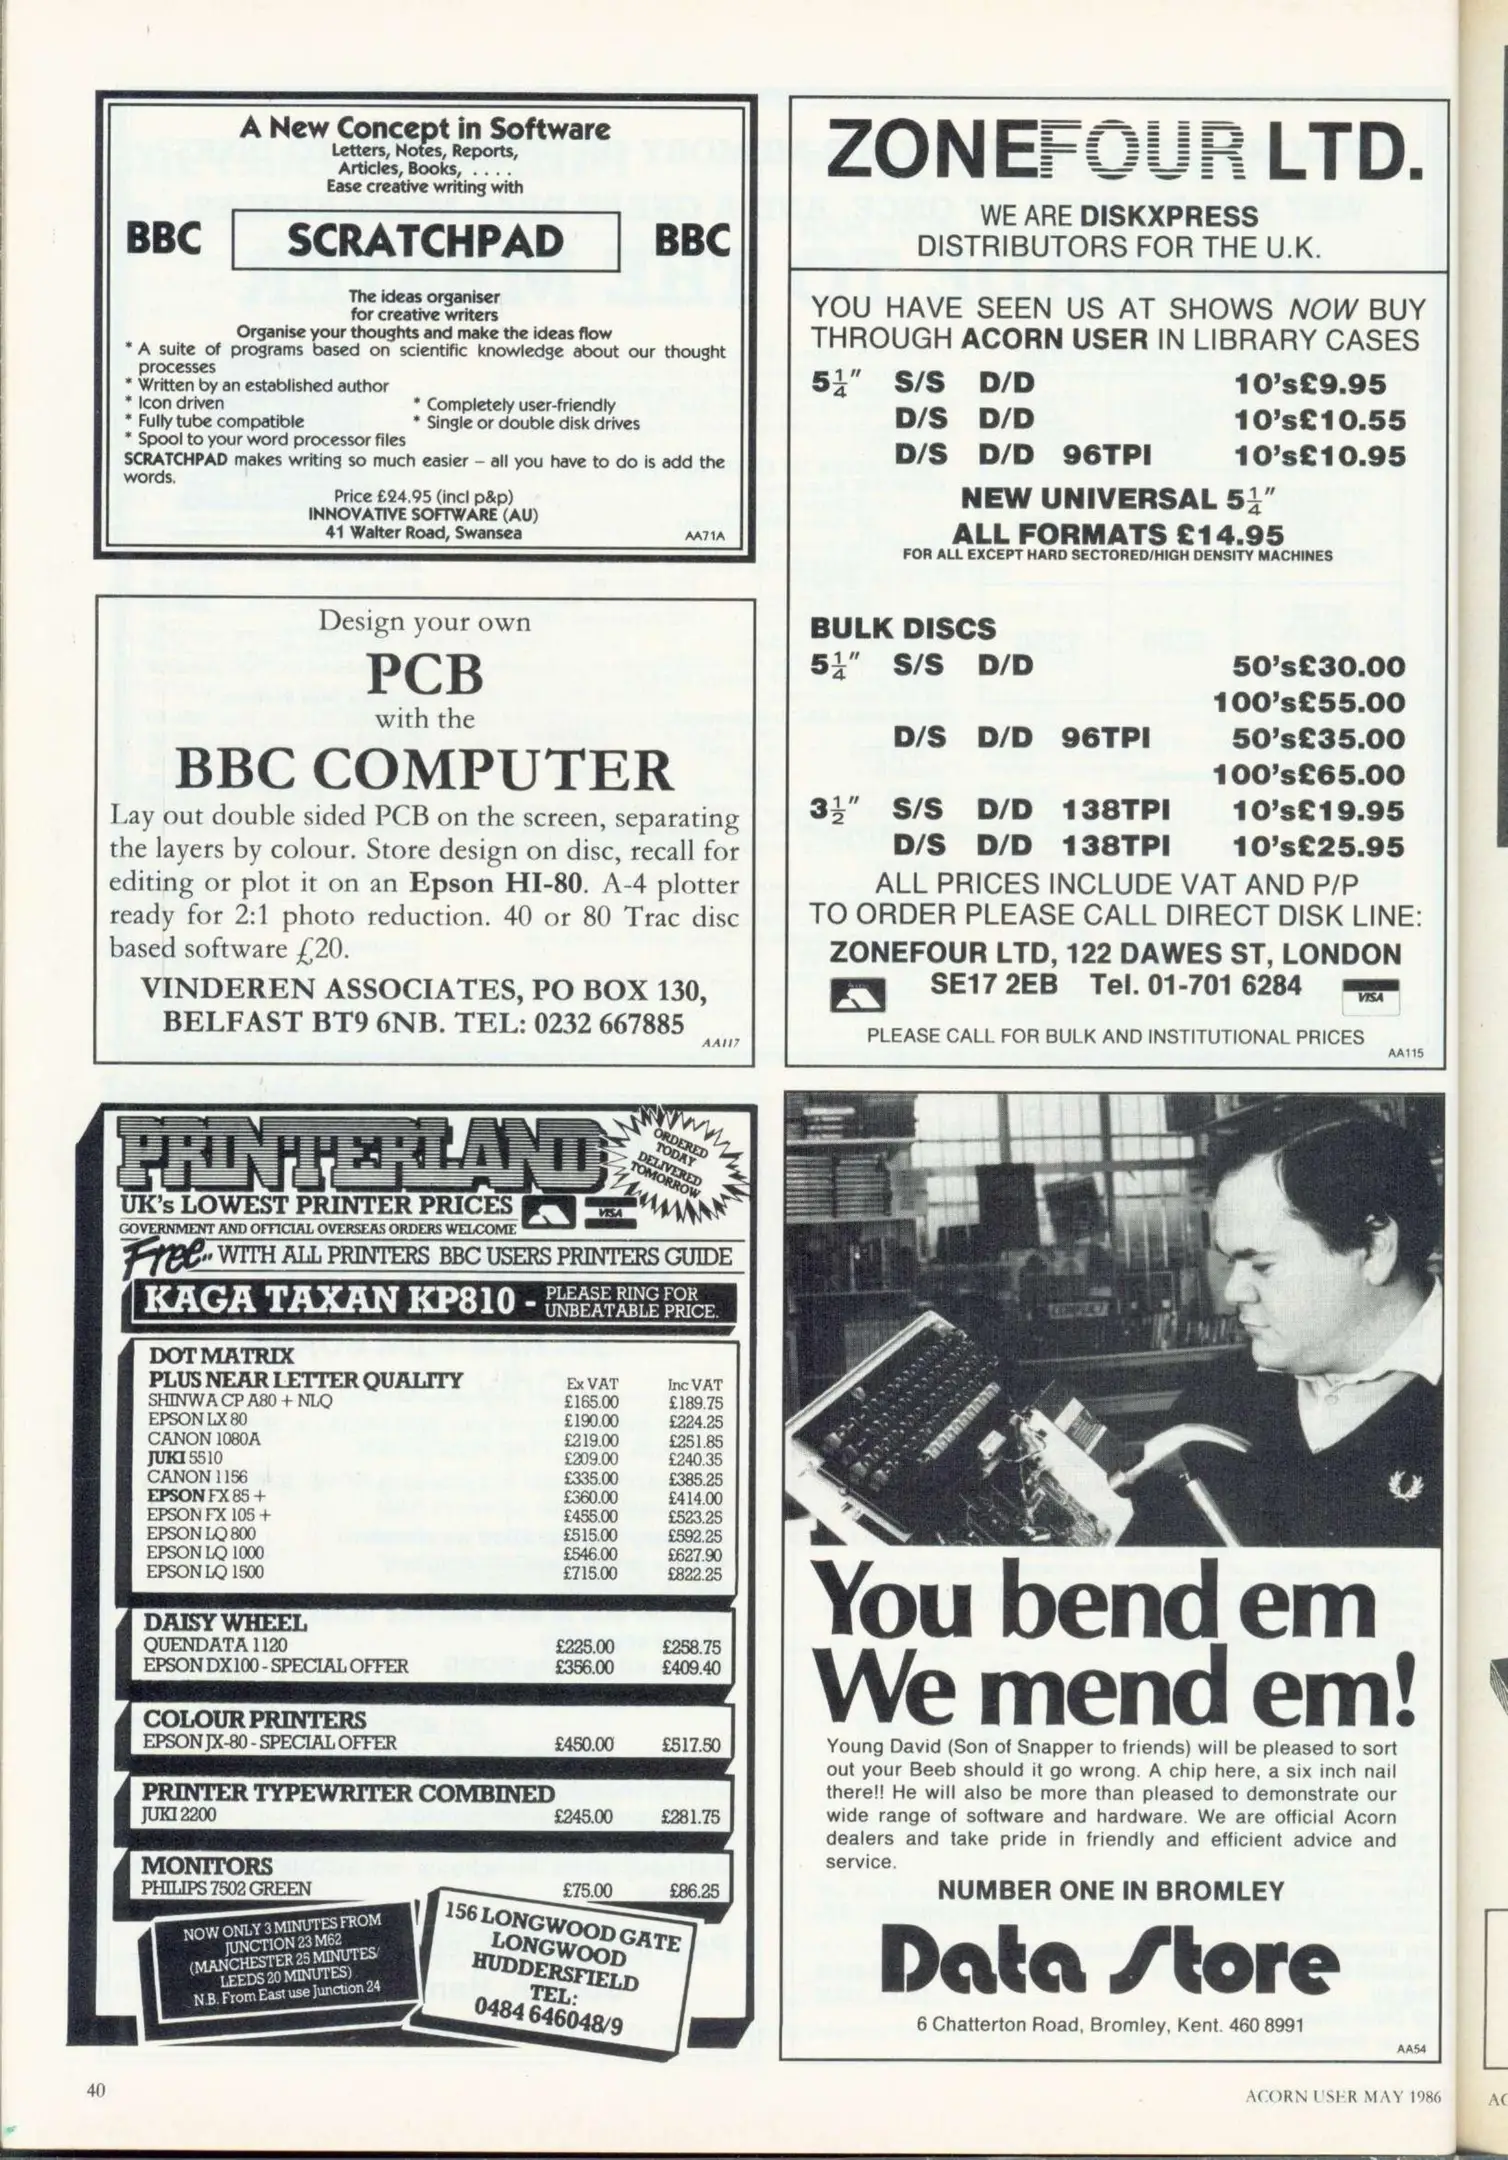 A New Concept in Software
Letters, Notes, Reports,
Articles, Books, . . . .
Ease creative writing with
BBC SCRATCHPAD BBC
The ideas organiser
for creative writers
Organise your thoughts and make the ideas flow
* A suite of programs based on scientific knowledge about our thought
processes
* Written by an established author
* Icon driven * Completely user-friendly
* Fully tube compatible * Single or double disk drives
* Spool to your word processor files
SCRATCHPAD makes writing so much easier – all you have to do is add the
words.
Price £24.95 (incl p&p)
INNOVATIVE SOFTWARE (AU)
41 Walter Road, Swansea AA71A
Design your own
PCB
with the
BBC COMPUTER
Lay out double sided PCB on the screen, separating
the layers by colour. Store design on disc, recall for
editing or plot it on an Epson HI-80. A-4 plotter
ready for 2:1 photo reduction. 40 or 80 Trac disc
based software £20.
VINDEREN ASSOCIATES, PO BOX 130,
BELFAST BT9 6NB. TEL: 0232 667885
AA117
PRINTERLAND
ORDERED
TODAY
DELIVERED
TOMORROW
UK's LOWEST PRINTER PRICES
VISA
GOVERNMENT AND OFFICIAL OVERSEAS ORDERS WELCOME
Free.. WITH ALL PRINTERS BBC USERS PRINTERS GUIDE
KAGA TAXAN KP810 - PLEASE RING FOR
UNBEATABLE PRICE.
DOT MATRIX
PLUS NEAR LETTER QUALITY Ex VAT Inc VAT
SHINWA CP A80 + NLQ £165.00 £189.75
EPSON LX 80 £190.00 £224.25
CANON 1080A £219.00 £251.85
JUKI 5510 £209.00 £240.35
CANON 1156 £335.00 £385.25
EPSON FX 85 + £360.00 £414.00
EPSON FX 105 + £455.00 £523.25
EPSON LQ 800 £515.00 £592.25
EPSON LQ 1000 £546.00 £627.90
EPSON LQ 1500 £715.00 £822.25
DAISY WHEEL
QUENDATA 1120 £225.00 £258.75
EPSON DX100 - SPECIAL OFFER £356.00 £409.40
COLOUR PRINTERS
EPSON JX-80 - SPECIAL OFFER £450.00 £517.50
PRINTER TYPEWRITER COMBINED
JUKI 2200 £245.00 £281.75
MONITORS
PHILIPS 7502 GREEN £75.00 £86.25
NOW ONLY 3 MINUTES FROM
JUNCTION 23 M62
(MANCHESTER 25 MINUTES/
LEEDS 20 MINUTES)
N.B. From East use Junction 24
156 LONGWOOD GATE
LONGWOOD
HUDDERSFIELD
TEL:
0484 646048/9
ZONEFOUR LTD.
WE ARE DISKXPRESS
DISTRIBUTORS FOR THE U.K.
YOU HAVE SEEN US AT SHOWS NOW BUY
THROUGH ACORN USER IN LIBRARY CASES
5¼" S/S D/D 10's£9.95
D/S D/D 10's£10.55
D/S D/D 96TPI 10's£10.95
NEW UNIVERSAL 5¼"
ALL FORMATS £14.95
FOR ALL EXCEPT HARD SECTORED/HIGH DENSITY MACHINES
BULK DISCS
5¼" S/S D/D 50's£30.00
100's£55.00
D/S D/D 96TPI 50's£35.00
100's£65.00
3½" S/S D/D 138TPI 10's£19.95
D/S D/D 138TPI 10's£25.95
ALL PRICES INCLUDE VAT AND P/P
TO ORDER PLEASE CALL DIRECT DISK LINE:
ZONEFOUR LTD, 122 DAWES ST, LONDON
SE17 2EB Tel. 01-701 6284
VISA
PLEASE CALL FOR BULK AND INSTITUTIONAL PRICES
AA115
You bend em
We mend em!
Young David (Son of Snapper to friends) will be pleased to sort
out your Beeb should it go wrong. A chip here, a six inch nail
there!! He will also be more than pleased to demonstrate our
wide range of software and hardware. We are official Acorn
dealers and take pride in friendly and efficient advice and
service.
NUMBER ONE IN BROMLEY
Data Store
6 Chatterton Road, Bromley, Kent. 460 8991
AA54
40
ACORN USER MAY 1986